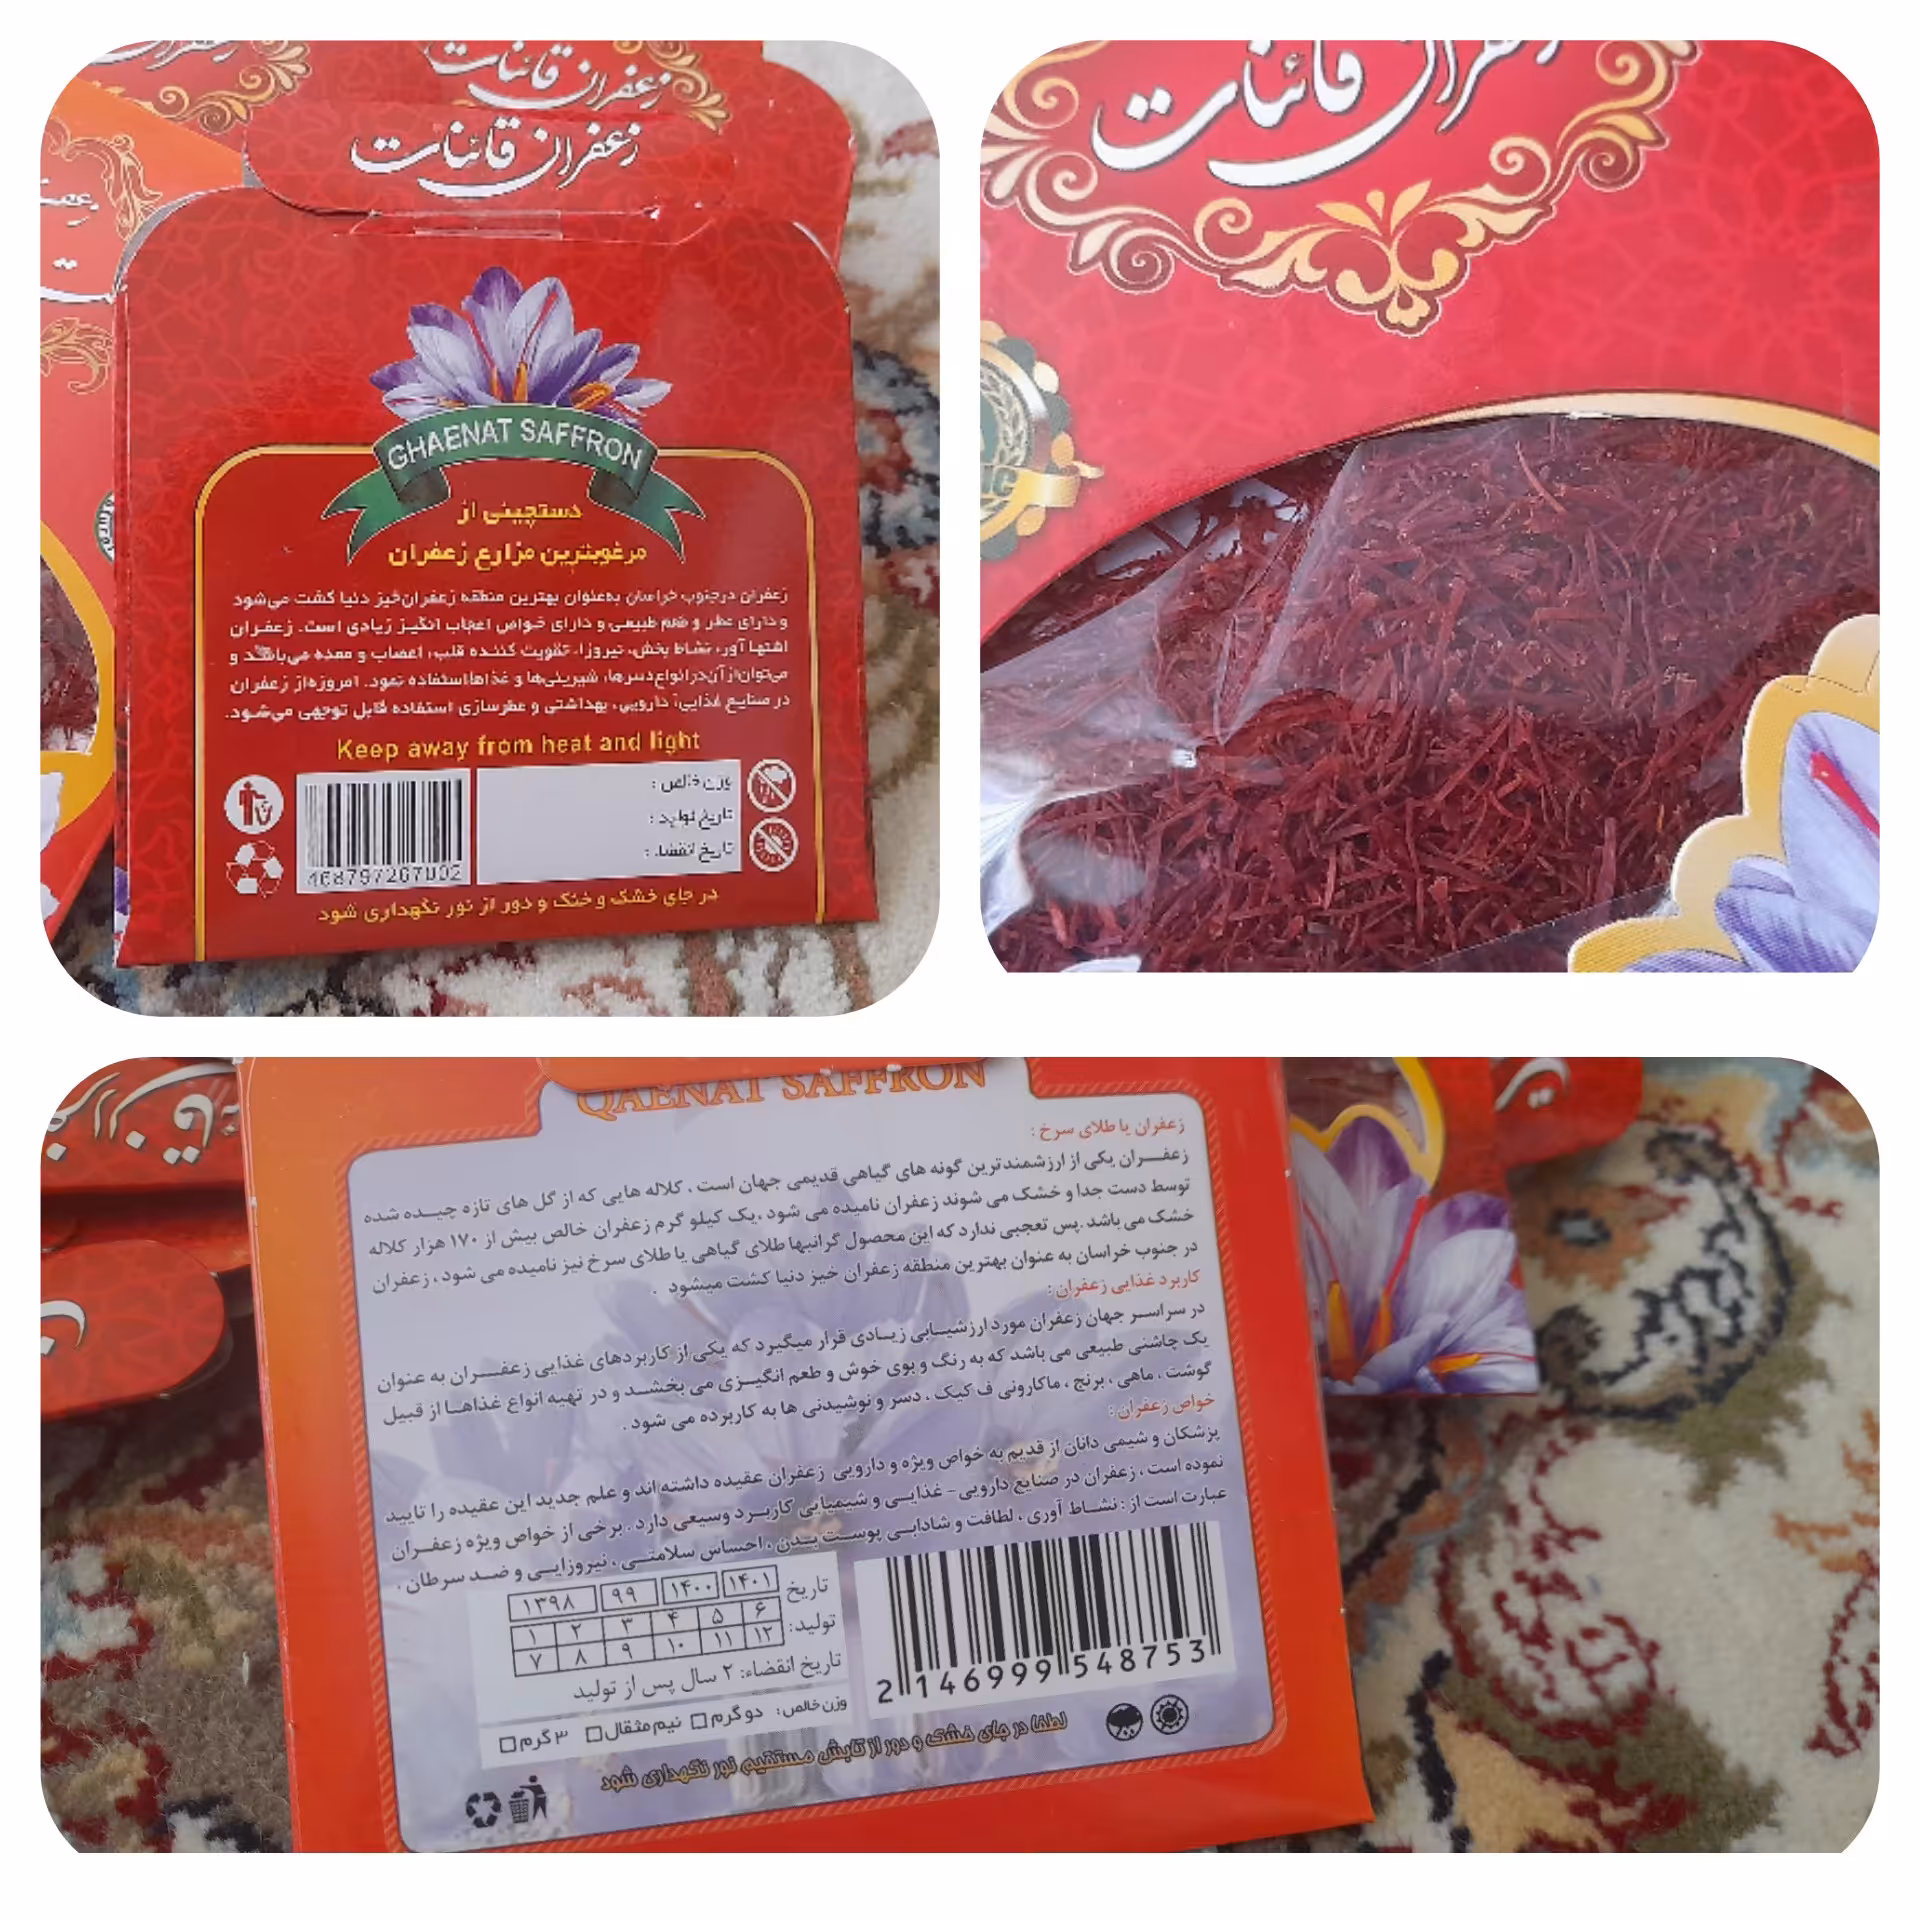 زعفران قائنات
زعفران قائنات
GHAENAT SAFFRON
دستچینی از
مرغوبترین مزارع زعفران
زعفران درجنوب خراسان به‌عنوان بهترین منطقه زعفران‌خیز دنیا کشت می‌شود
و دارای عطر و طعم طبیعی و دارای خواص اعجاب انگیز زیادی است. زعفران
اشتها آور، نشاط بخش، نیروزا، تقویت کننده قلب، اعصاب و معده می‌باشد و
می‌توان از آن در انواع دسرها، شیرینی‌ها و غذاها استفاده نمود. امروزه از زعفران
در صنایع غذایی، دارویی، بهداشتی و عطرسازی استفاده قابل توجهی می‌شود.
Keep away from heat and light
وزن خالص :
تاریخ تولید :
تاریخ انقضاء :
468797267002
در جای خشک و خنک و دور از نور نگهداری شود
زعفران قائنات
QAENAT SAFFRON
زعفران یا طلای سرخ :
زعفران یکی از ارزشمندترین گونه های گیاهی قدیمی جهان است ، کلاله هایی که از گل های تازه چیده شده
توسط دست جدا و خشک می شوند زعفران نامیده می شود ، یک کیلو گرم زعفران خالص بیش از ۱۷۰ هزار کلاله
خشک می باشد . پس تعجبی ندارد که این محصول گرانبها طلای گیاهی یا طلای سرخ نیز نامیده می شود ، زعفران
در جنوب خراسان به عنوان بهترین منطقه زعفران خیز دنیا کشت میشود .
کاربرد غذایی زعفران :
در سراسر جهان زعفران مورد ارزشیابی زیادی قرار میگیرد که یکی از کاربردهای غذایی زعفران به عنوان
یک چاشنی طبیعی می باشد که به رنگ و بوی خوش و طعم انگیزی می بخشد و در تهیه انواع غذاها از قبیل
گوشت ، ماهی ، برنج ، ماکارونی ف کیک ، دسر و نوشیدنی ها به کاربرده می شود .
خواص زعفران :
پزشکان و شیمی دانان از قدیم به خواص ویژه و دارویی زعفران عقیده داشته اند و علم جدید این عقیده را تایید
نموده است ، زعفران در صنایع دارویی - غذایی و شیمیایی کاربرد وسیعی دارد . برخی از خواص ویژه زعفران
عبارت است از : نشاط آوری ، لطافت و شادابی پوست بدن ، احساس سلامتی ، نیروزایی و ضد سرطان .
تاریخ ۱۴۰۱ ۱۴۰۰ ۹۹ ۱۳۹۸
تولید: ۶ ۵ ۴ ۳ ۲ ۱
۱۲ ۱۱ ۱۰ ۹ ۸ ۷
تاریخ انقضاء: ۲ سال پس از تولید
وزن خالص: دو گرم نیم مثقال ۳ گرم
2 146999 548753
لطفا در جای خشک و دور از تابش مستقیم نور نگهداری شود